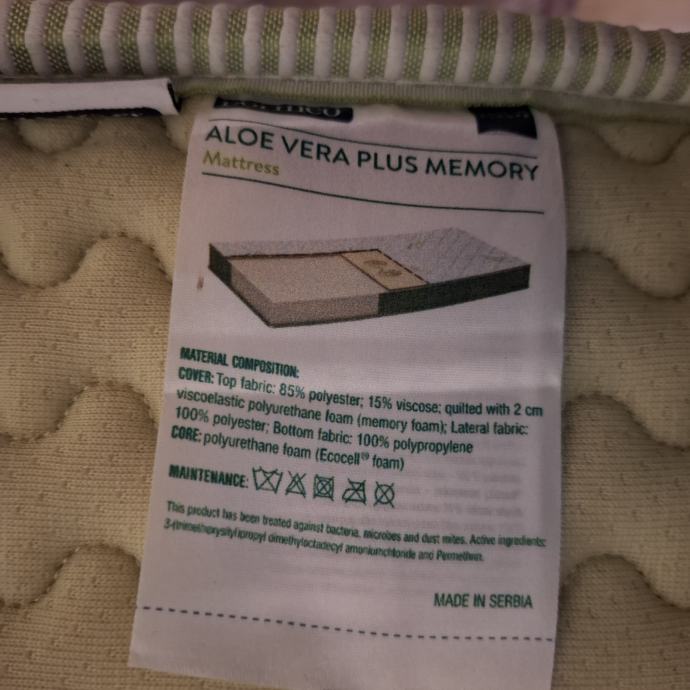 ALOE VERA PLUS MEMORY
Mattress
MATERIAL COMPOSITION:
COVER: Top fabric: 85% polyester; 15% viscose; quilted with 2 cm
viscoelastic polyurethane foam (memory foam); Lateral fabric:
100% polyester; Bottom fabric: 100% polypropylene
CORE: polyurethane foam (Ecocell® foam)
MAINTENANCE:
This product has been treated against bacteria, microbes and dust mites. Active ingredients:
3-(trimethoxysilyl)propyl dimethyloctadecyl amoniumchloride and Permethrin.
MADE IN SERBIA